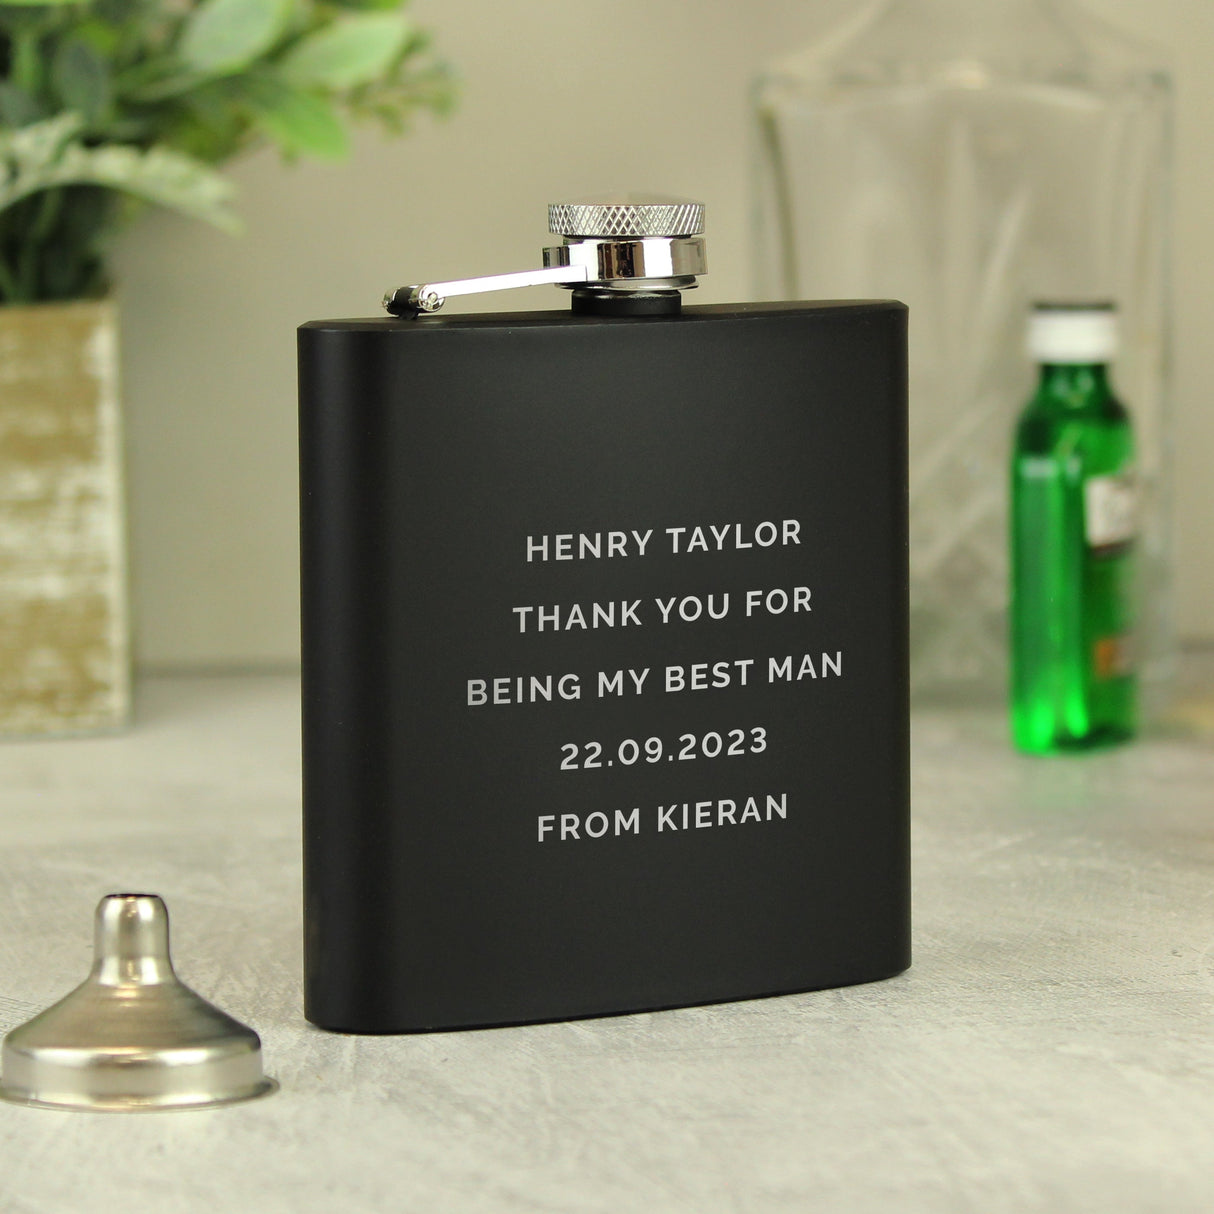 HENRY TAYLOR
THANK YOU FOR
BEING MY BEST MAN
22.09.2023
FROM KIERAN